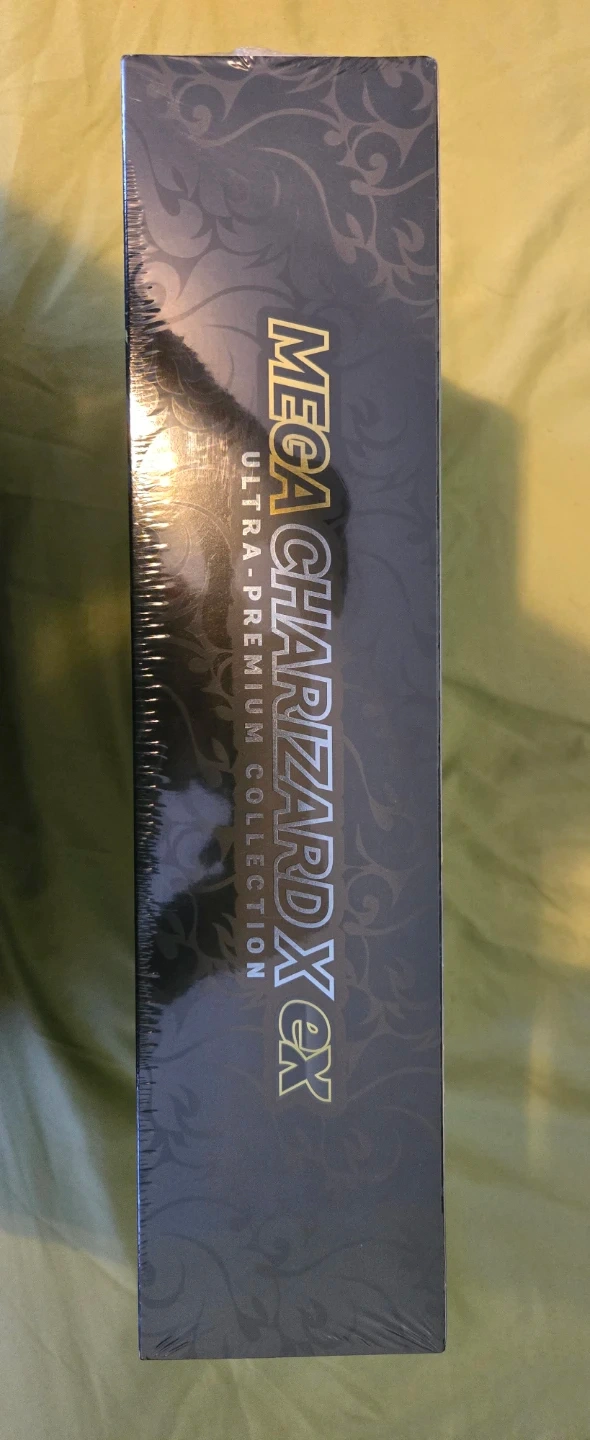 MEGA CHARIZARD X ex
ULTRA-PREMIUM COLLECTION